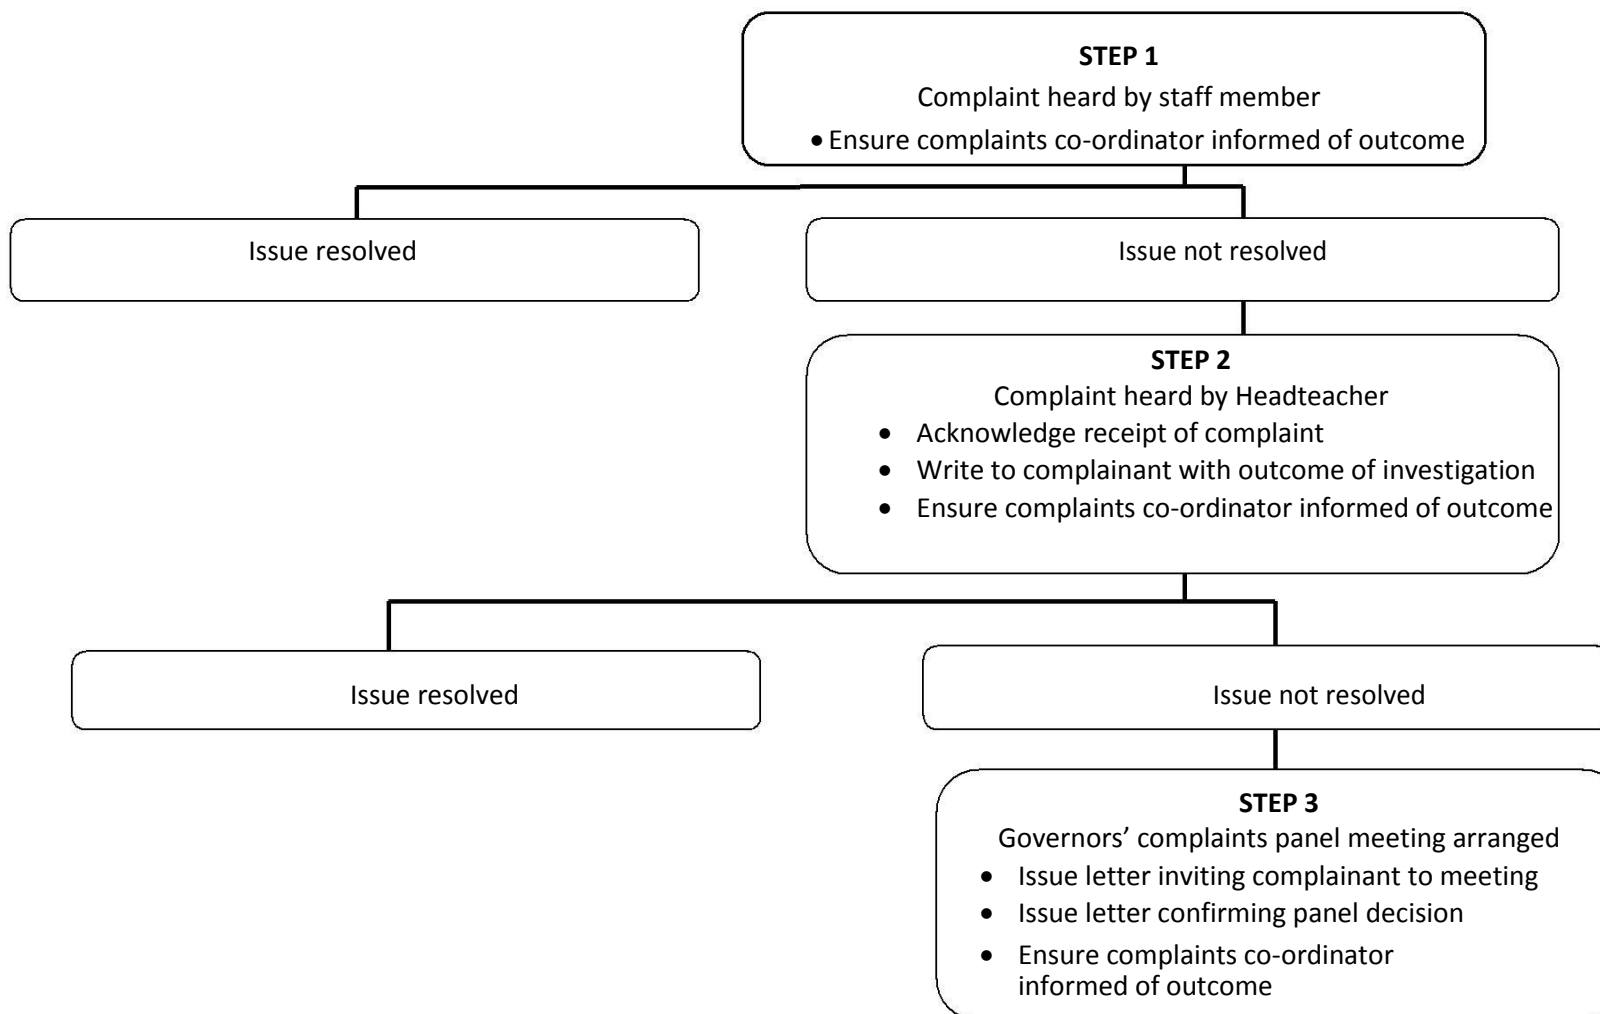 STEP 1
Complaint heard by staff member
• Ensure complaints co-ordinator informed of outcome
Issue resolved
Issue not resolved
STEP 2
Complaint heard by Headteacher
• Acknowledge receipt of complaint
• Write to complainant with outcome of investigation
• Ensure complaints co-ordinator informed of outcome
Issue resolved
Issue not resolved
STEP 3
Governors’ complaints panel meeting arranged
• Issue letter inviting complainant to meeting
• Issue letter confirming panel decision
• Ensure complaints co-ordinator
informed of outcome